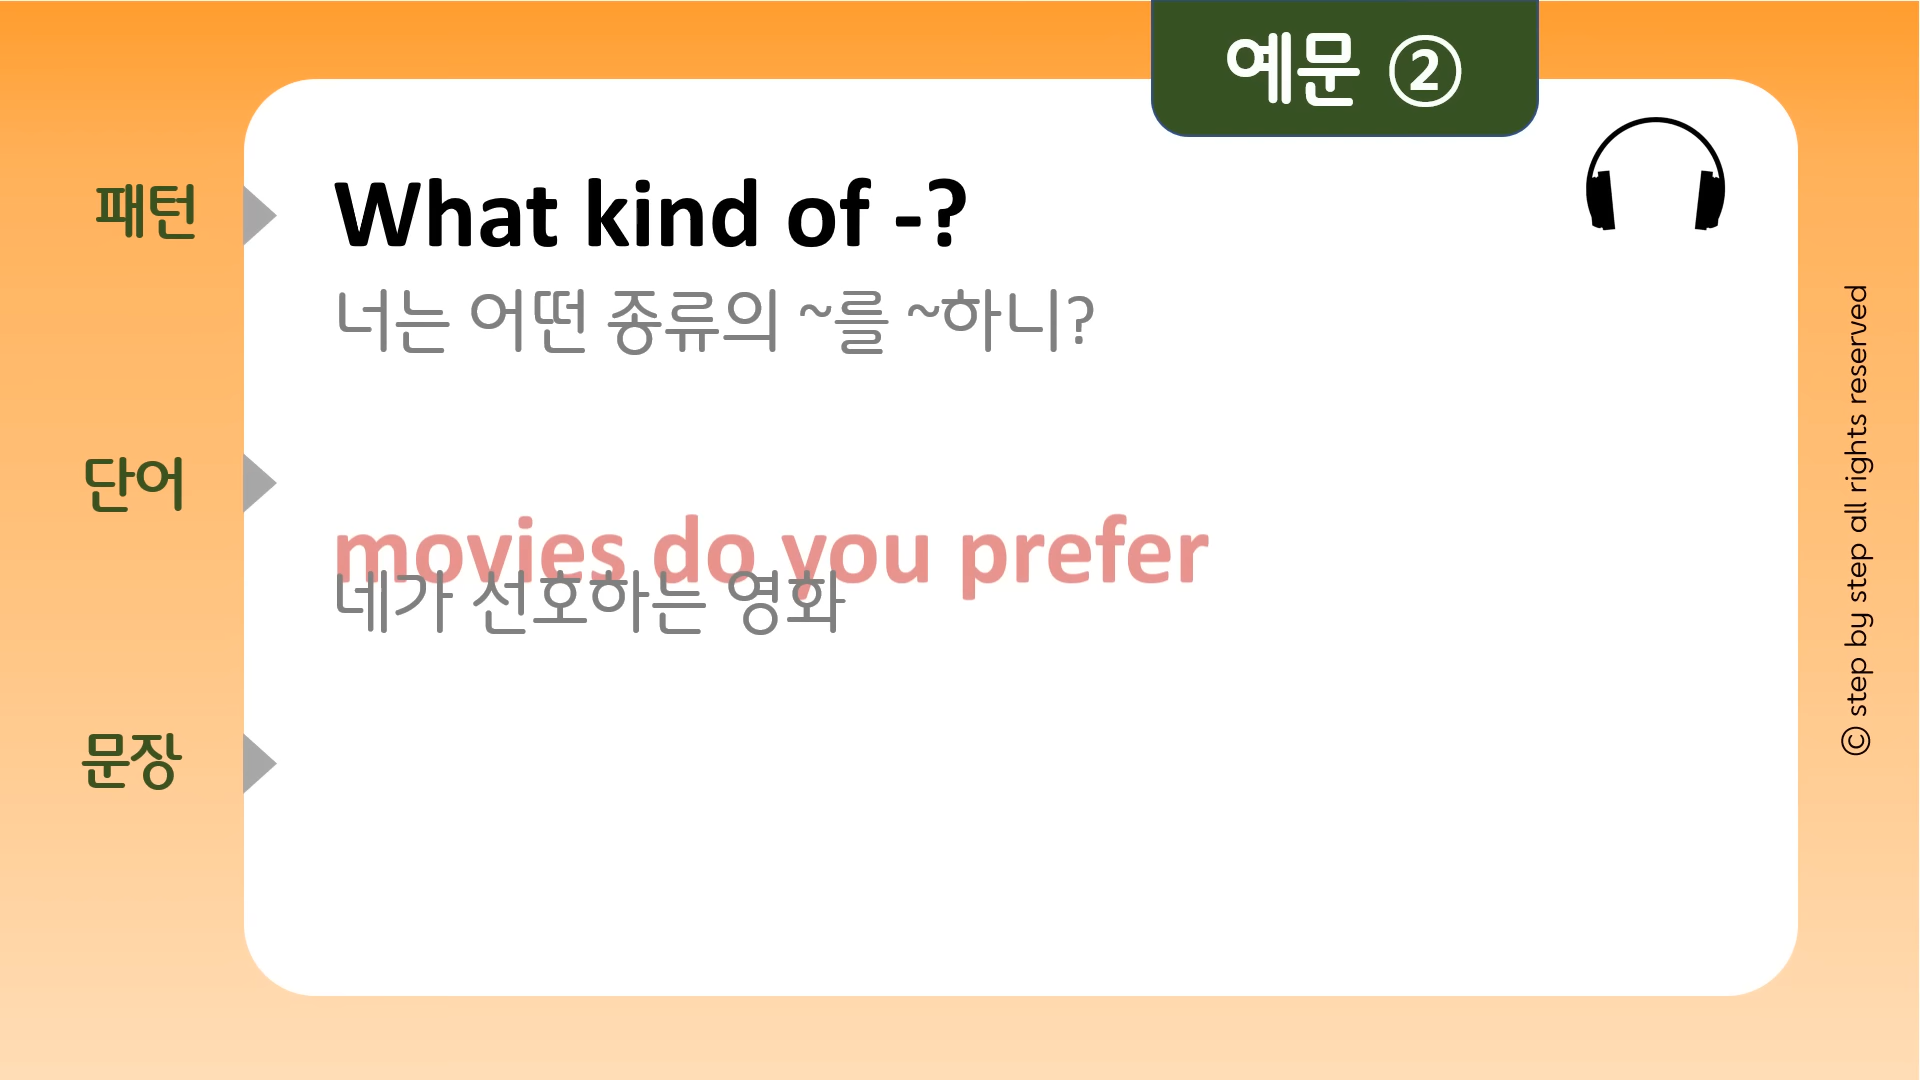 예문 ②
패턴
What kind of -?
너는 어떤 종류의 ~를 ~하니?
단어
movies do you prefer
네가 선호하는 영화
문장
© step by step all rights reserved